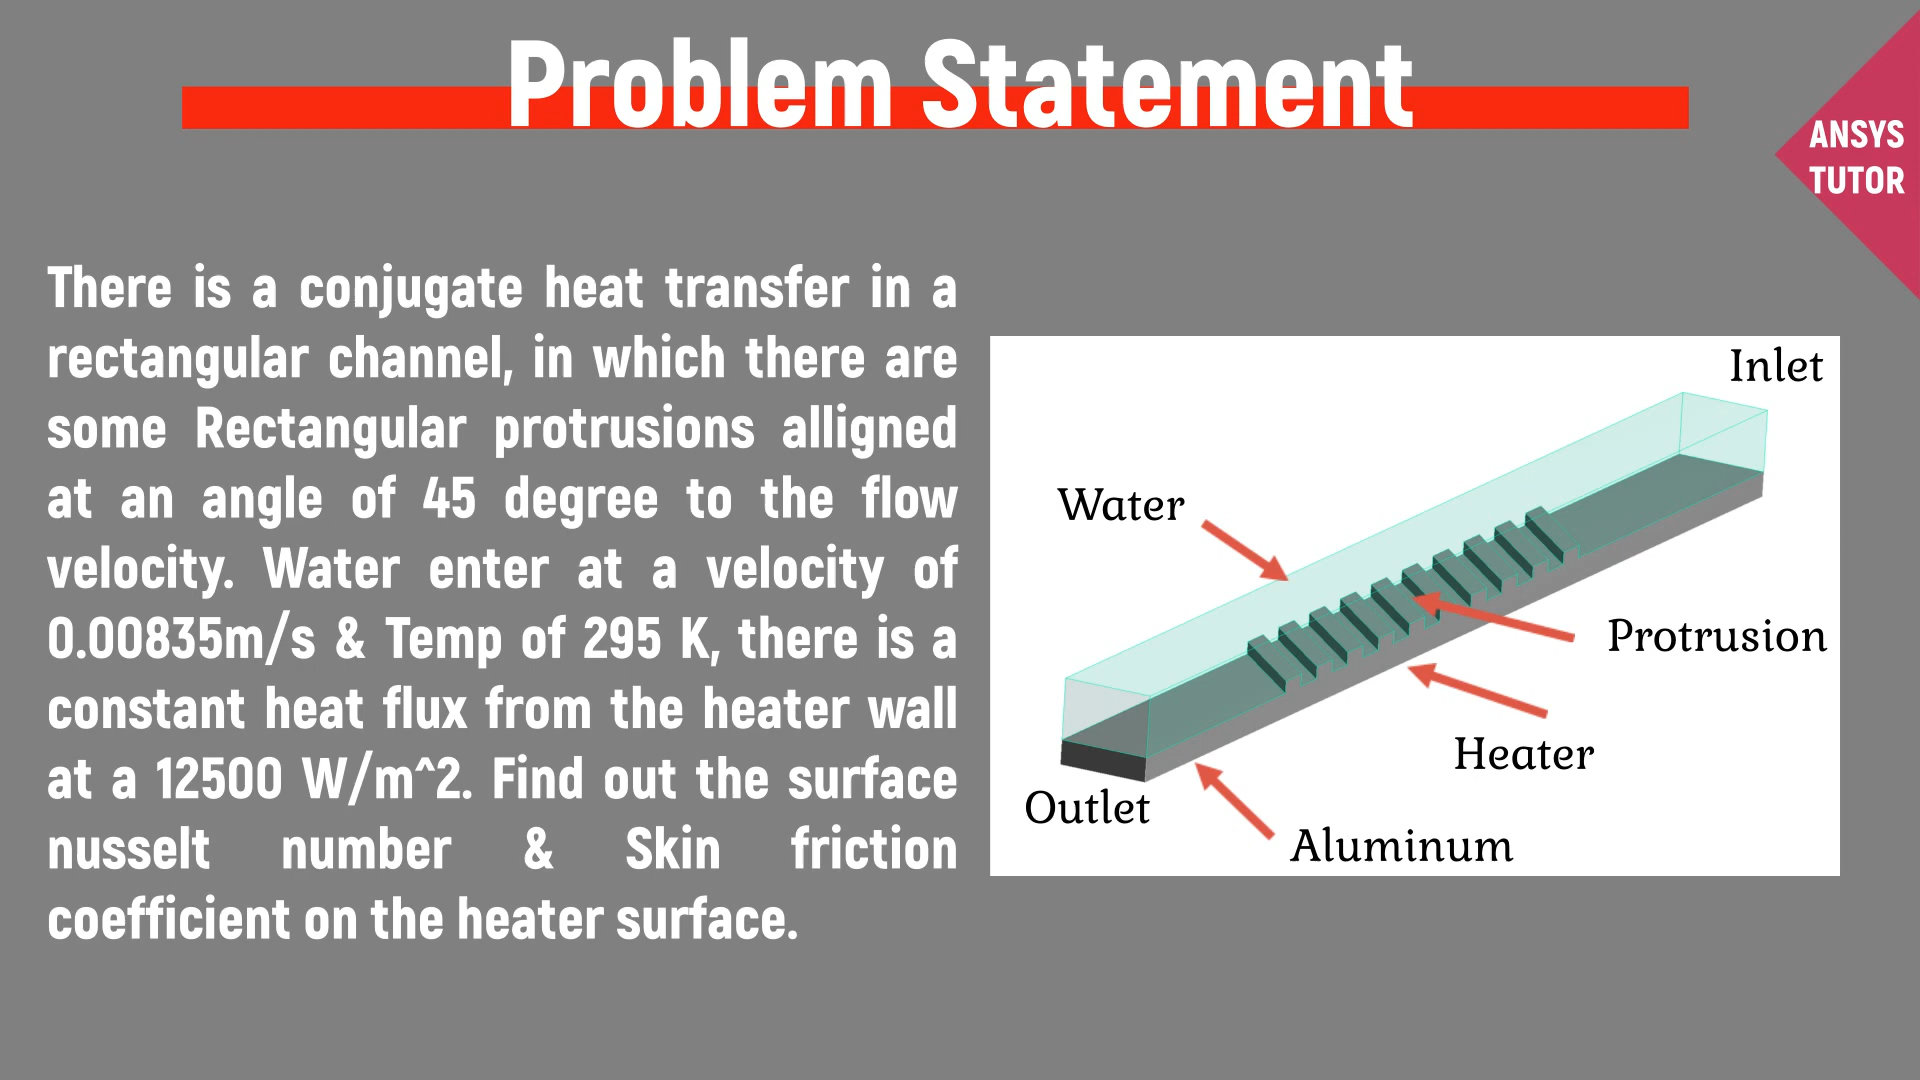 Problem Statement
ANSYS
TUTOR
There is a conjugate heat transfer in a
rectangular channel, in which there are
some Rectangular protrusions alligned
at an angle of 45 degree to the flow
velocity. Water enter at a velocity of
0.00835m/s & Temp of 295 K, there is a
constant heat flux from the heater wall
at a 12500 W/m^2. Find out the surface
nusselt number & Skin friction
coefficient on the heater surface.
Inlet
Water
Protrusion
Heater
Outlet
Aluminum